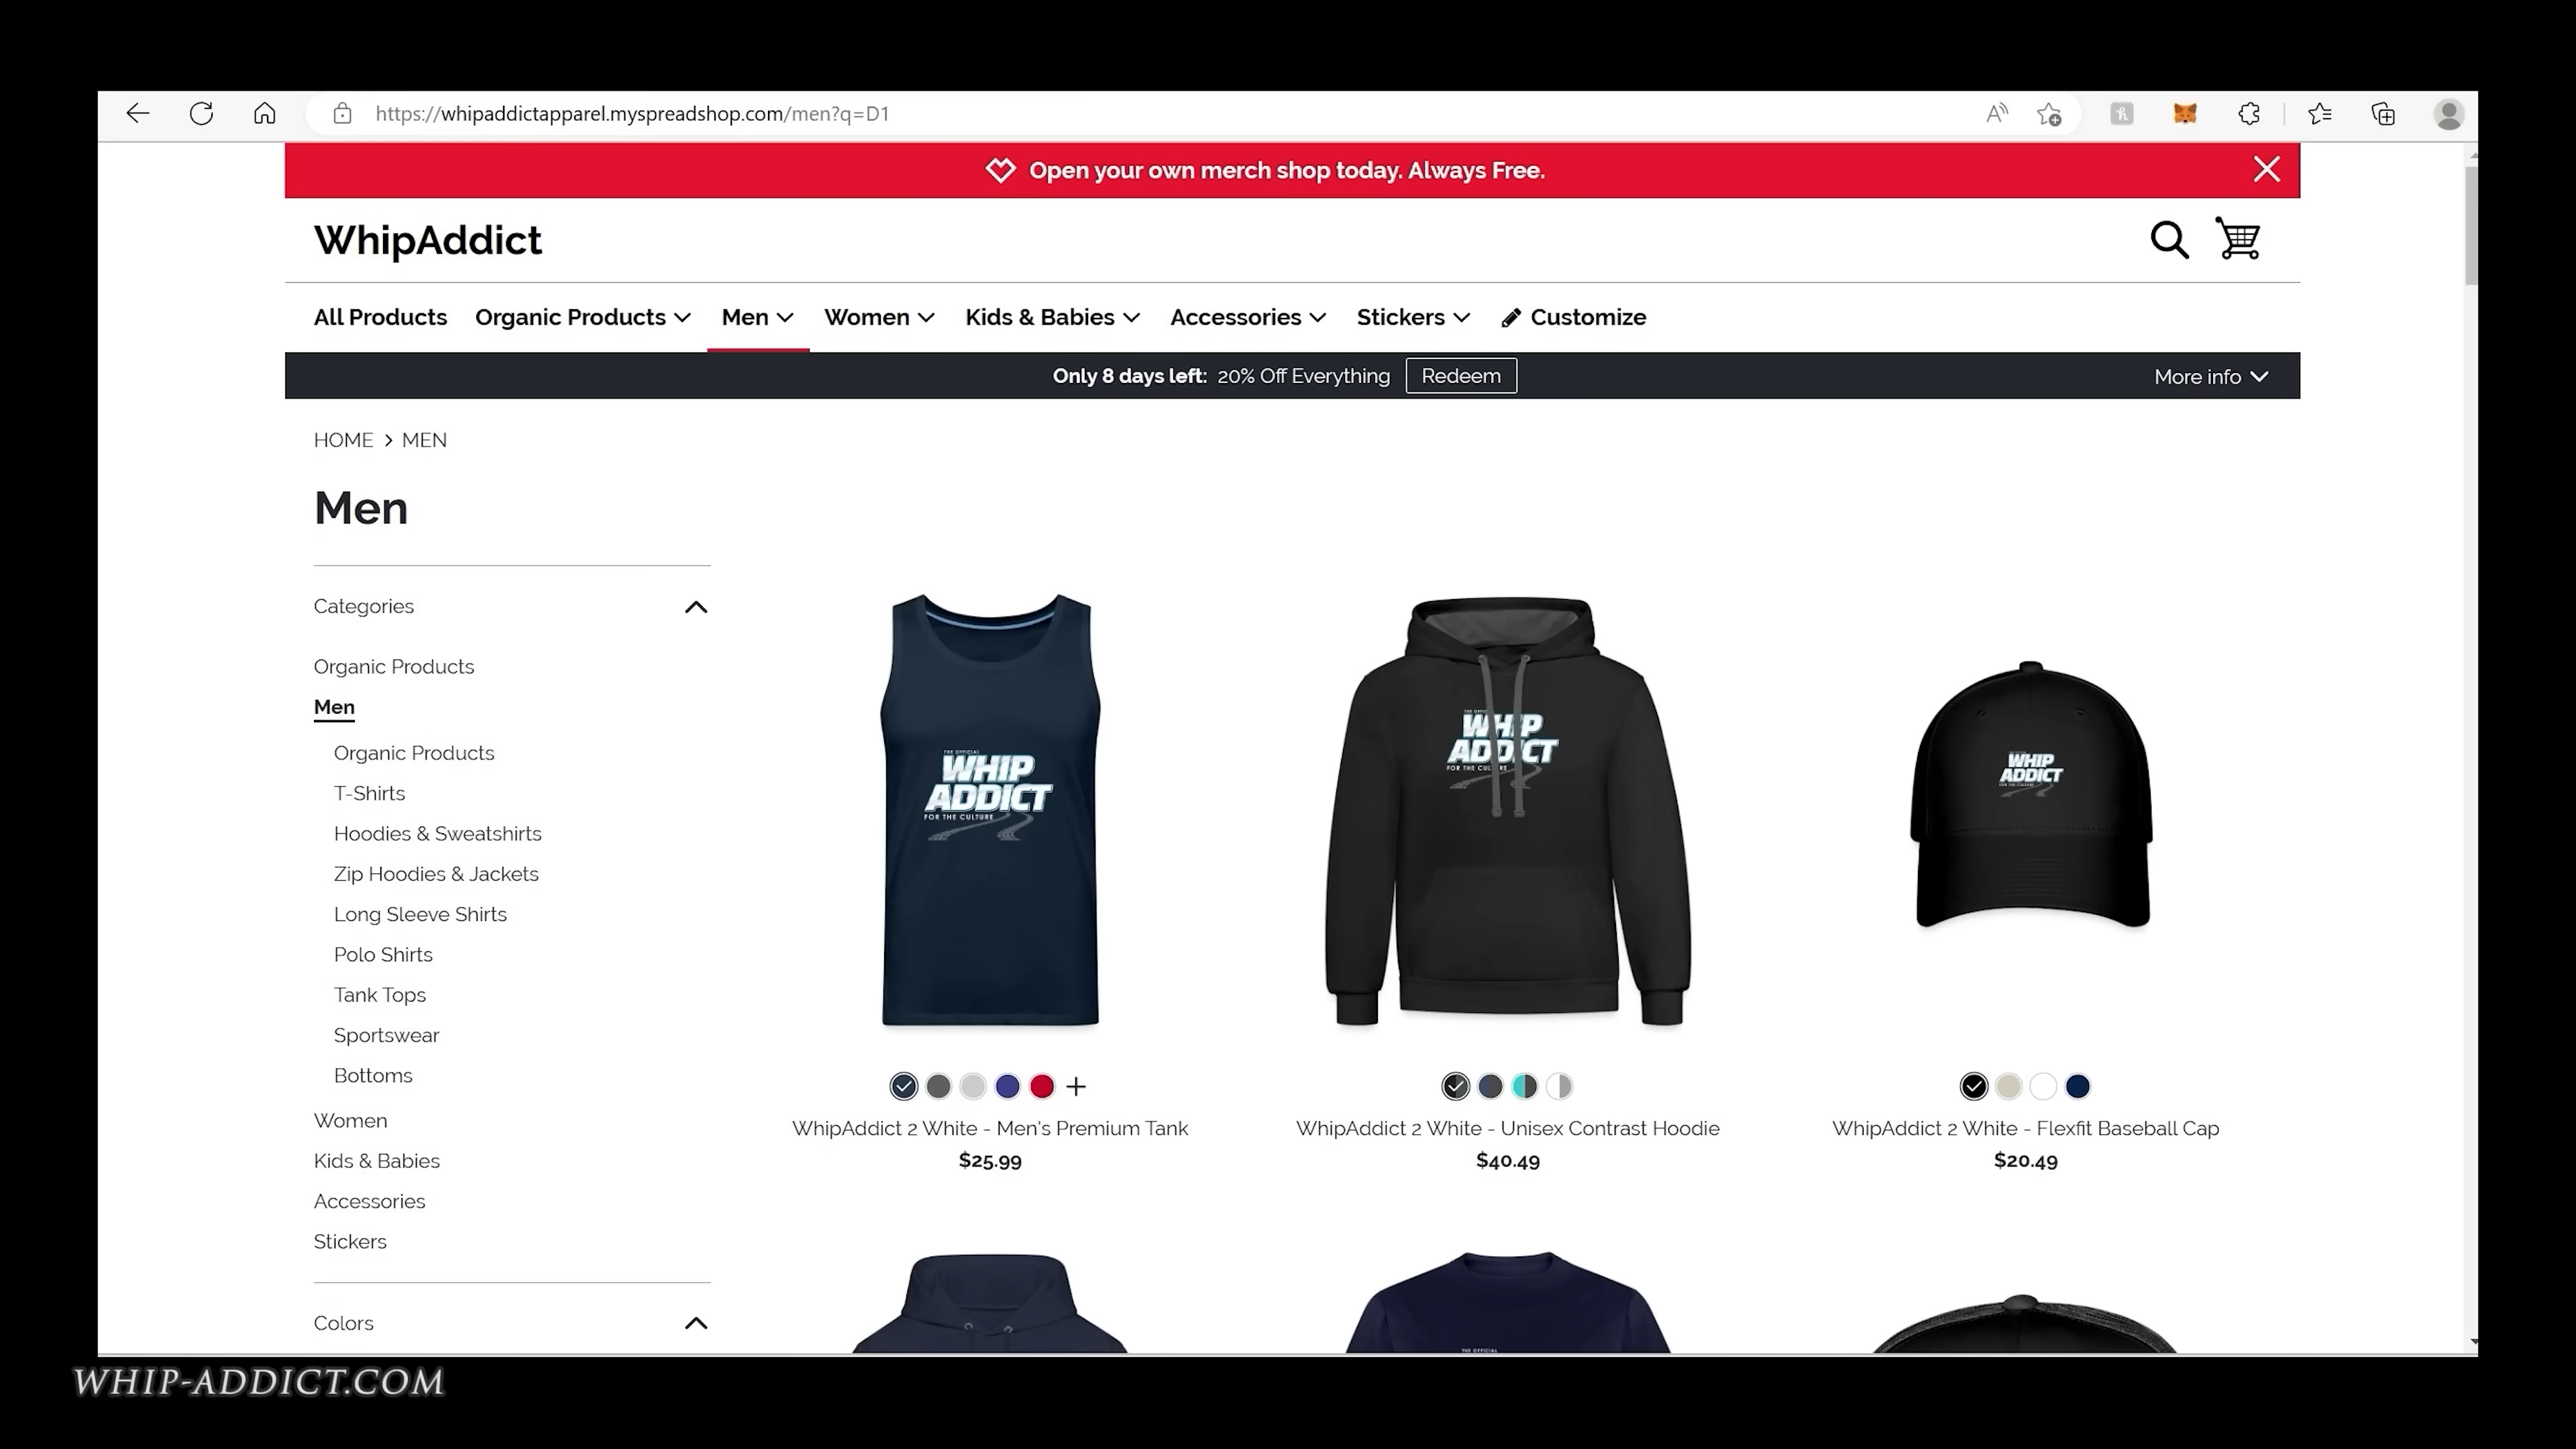 https://whipaddictapparel.myspreadshop.com/men?q=D1
Open your own merch shop today. Always Free.
WhipAddict
All Products Organic Products Men Women Kids & Babies Accessories Stickers Customize
Only 8 days left: 20% Off Everything Redeem More info
HOME > MEN
Men
Categories
Organic Products
Men
Organic Products
T-Shirts
Hoodies & Sweatshirts
Zip Hoodies & Jackets
Long Sleeve Shirts
Polo Shirts
Tank Tops
Sportswear
Bottoms
Women
Kids & Babies
Accessories
Stickers
Colors
THE OFFICIAL
WHIP
ADDICT
FOR THE CULTURE
WHIP
ADDICT
FOR THE CULTURE
WHIP
ADDICT
WhipAddict 2 White - Men's Premium Tank
$25.99
WhipAddict 2 White - Unisex Contrast Hoodie
$40.49
WhipAddict 2 White - Flexfit Baseball Cap
$20.49
THE OFFICIAL
WHIP-ADDICT.COM